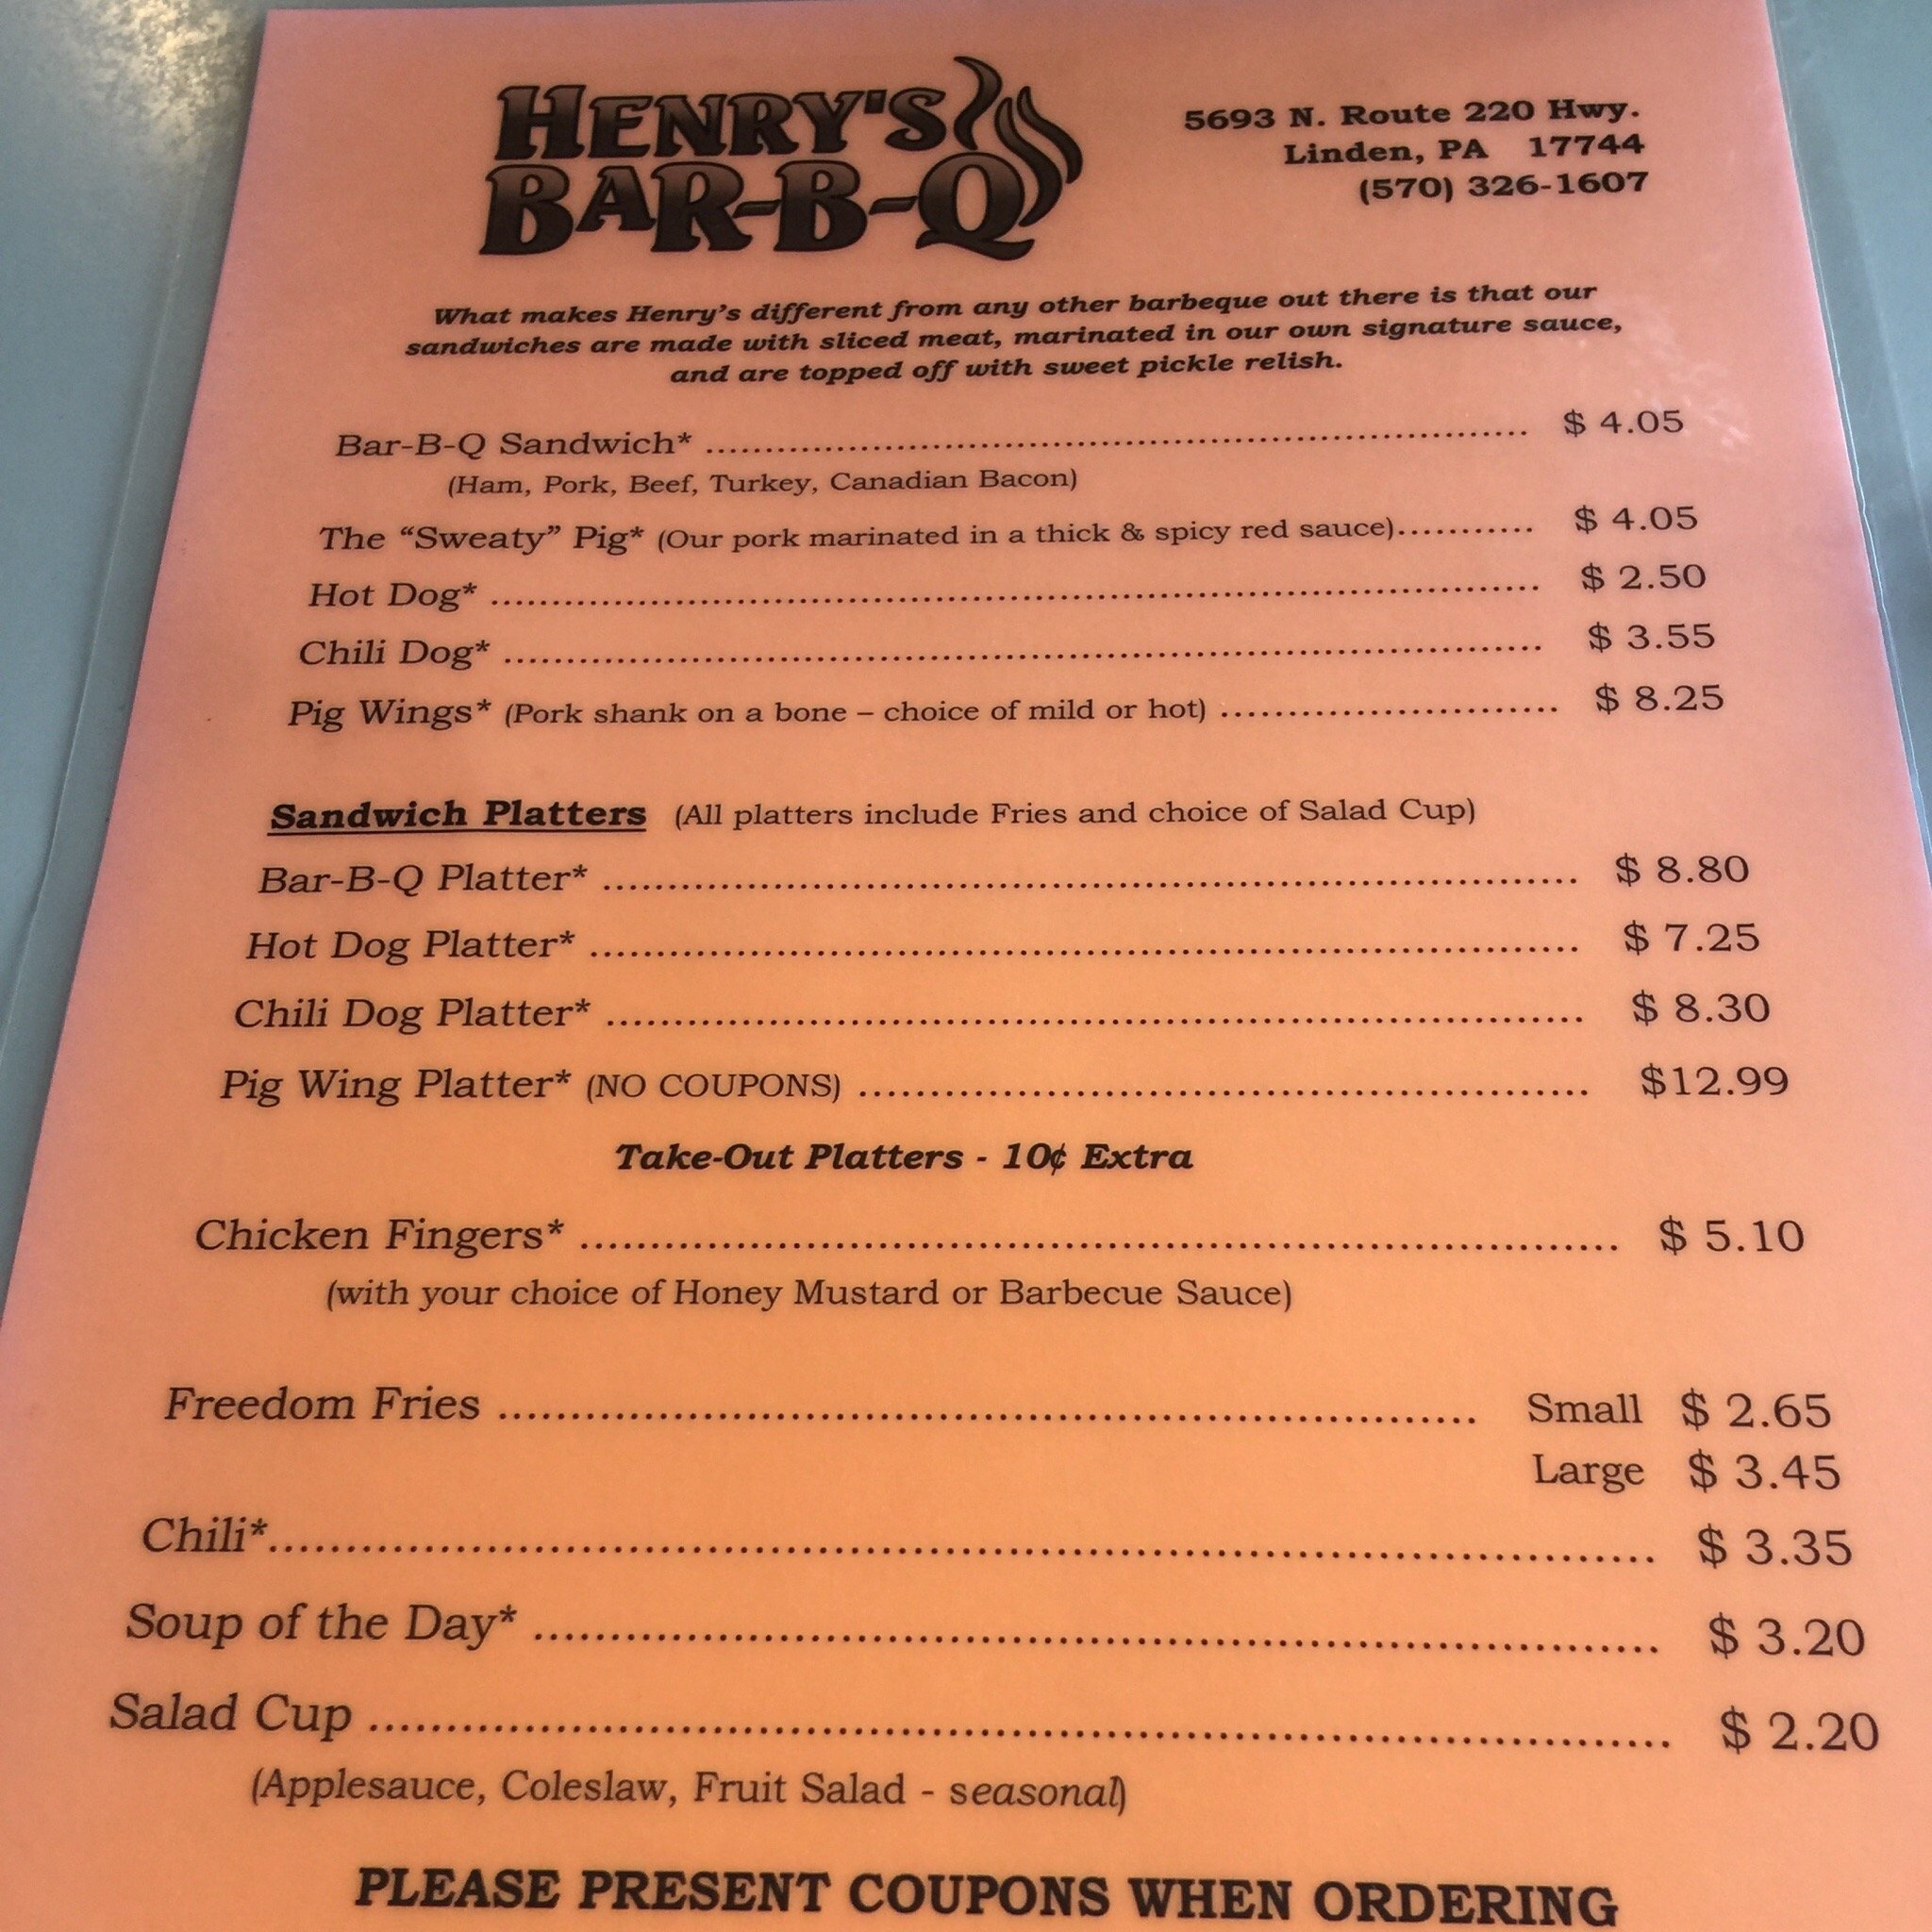 HENRY'S
BAR-B-Q
5693 N. Route 220 Hwy.
Linden, PA 17744
(570) 326-1607
What makes Henry's different from any other barbeque out there is that our
sandwiches are made with sliced meat, marinated in our own signature sauce,
and are topped off with sweet pickle relish.
Bar-B-Q Sandwich* .......... $ 4.05
(Ham, Pork, Beef, Turkey, Canadian Bacon)
The “Sweaty” Pig* (Our pork marinated in a thick & spicy red sauce)........... $ 4.05
Hot Dog* .......... $ 2.50
Chili Dog* .......... $ 3.55
Pig Wings* (Pork shank on a bone – choice of mild or hot) .......... $ 8.25
Sandwich Platters (All platters include Fries and choice of Salad Cup)
Bar-B-Q Platter* .......... $ 8.80
Hot Dog Platter* .......... $ 7.25
Chili Dog Platter* .......... $ 8.30
Pig Wing Platter* (NO COUPONS) .......... $12.99
Take-Out Platters - 10¢ Extra
Chicken Fingers* .......... $ 5.10
(with your choice of Honey Mustard or Barbecue Sauce)
Freedom Fries .......... Small $ 2.65
Large $ 3.45
Chili*.......... $ 3.35
Soup of the Day* .......... $ 3.20
Salad Cup .......... $ 2.20
(Applesauce, Coleslaw, Fruit Salad - seasonal)
PLEASE PRESENT COUPONS WHEN ORDERING